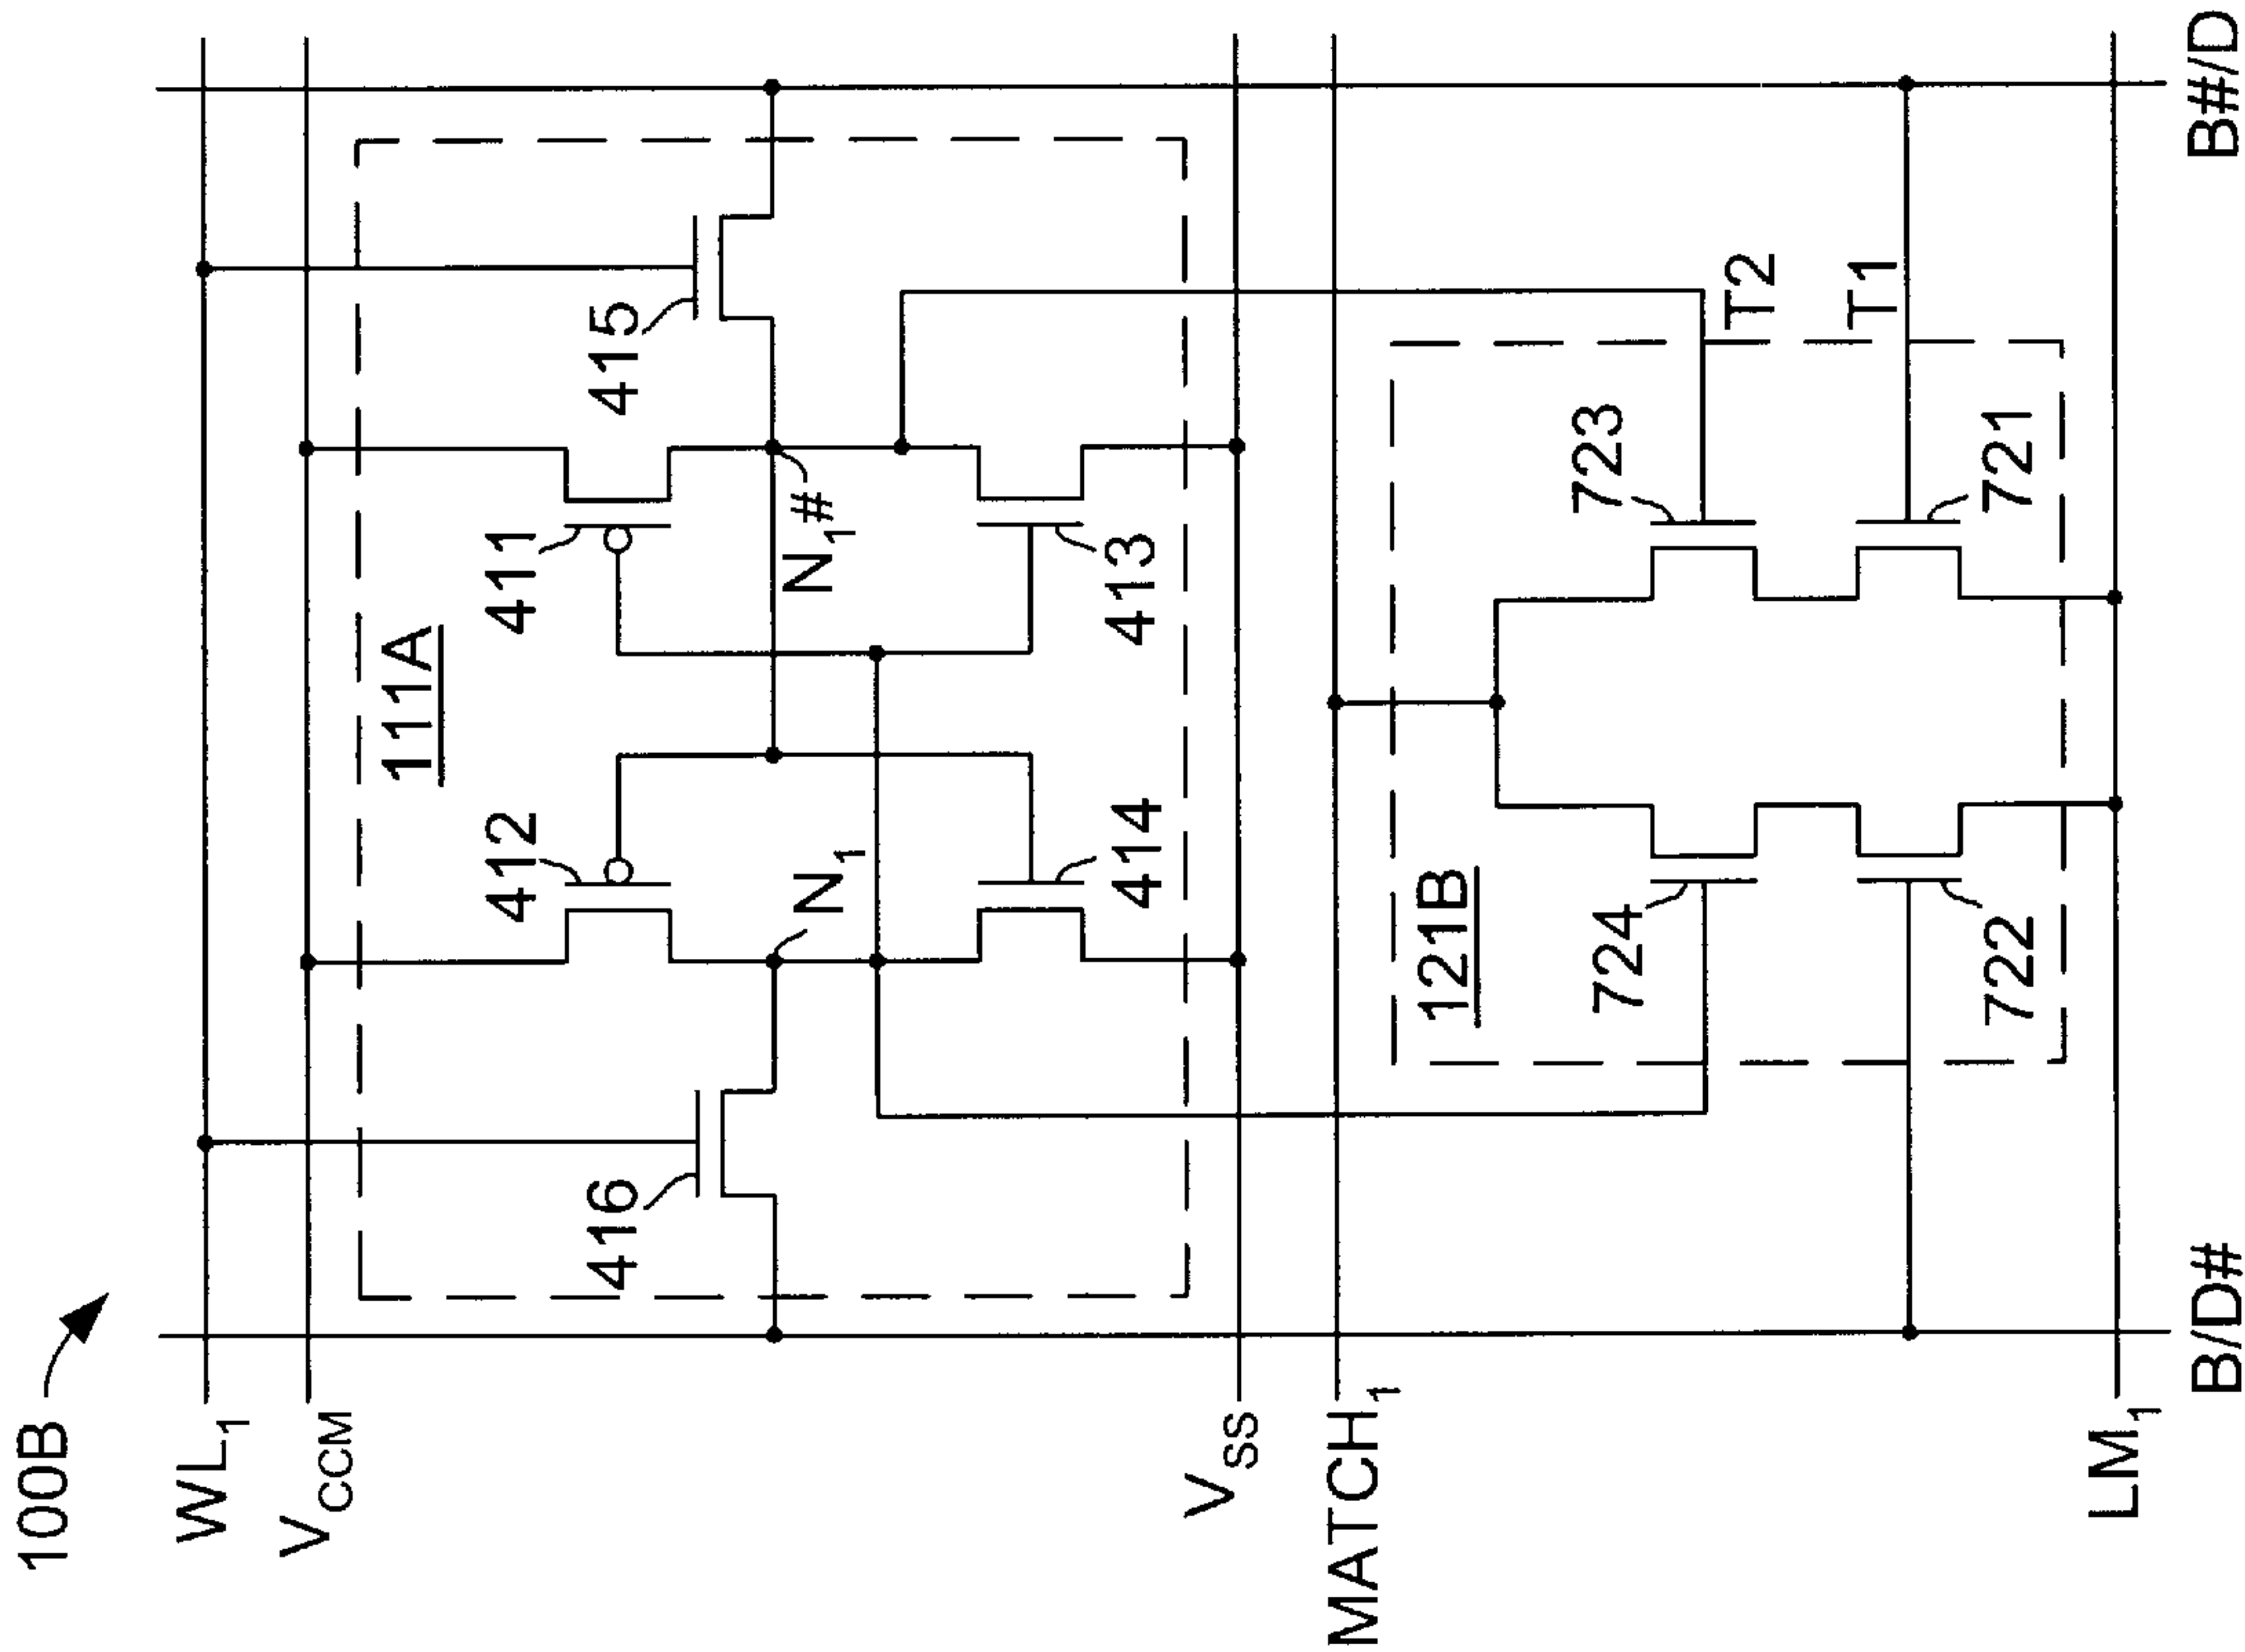 100B
WL1
VCCM
111A
412
411
415
416
N1
N1#
414
413
VSS
MATCH1
121B
724
723
T2
722
721
T1
LM1
B/D#
B#/D